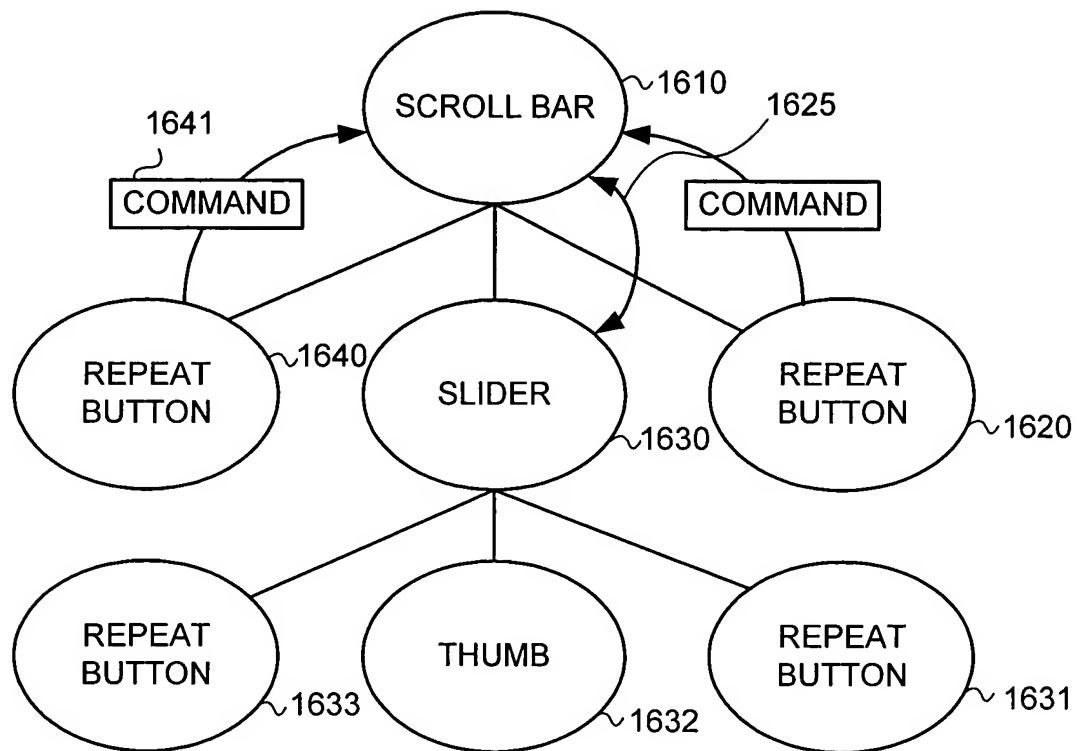 SCROLL BAR
1610
1625
1641
COMMAND
COMMAND
REPEAT
BUTTON
1640
SLIDER
1630
REPEAT
BUTTON
1620
REPEAT
BUTTON
1633
THUMB
1632
REPEAT
BUTTON
1631